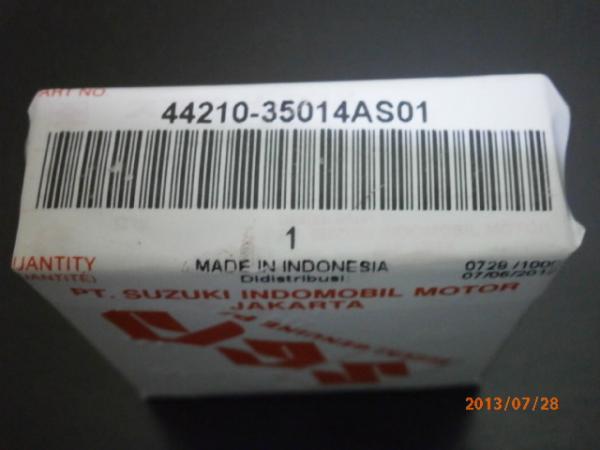 ART NO
44210-35014AS01
1
UANTITY
MADE IN INDONESIA
0729 /100
UANTITÉ)
Didistribusi
07/06/201
PT. SUZUKI INDOMOBIL MOTOR
JAKARTA
2013/07/28